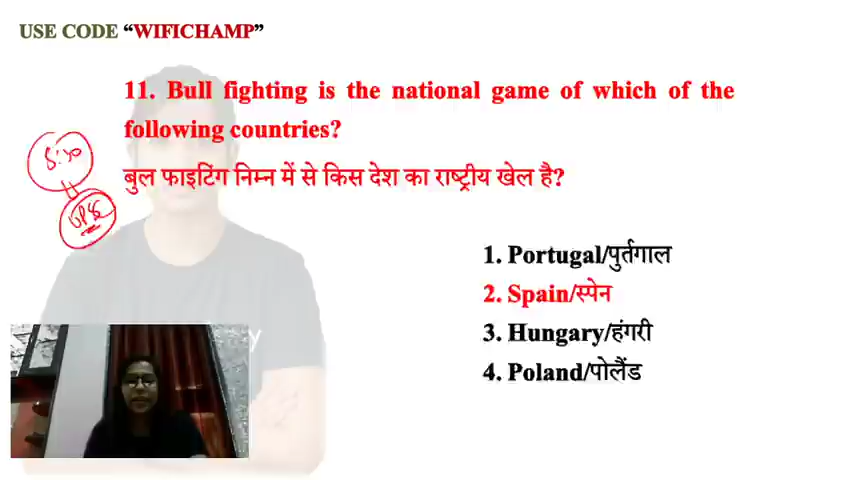 USE CODE “WIFICHAMP”
11. Bull fighting is the national game of which of the
following countries?
बुल फाइटिंग निम्न में से किस देश का राष्ट्रीय खेल है?
1. Portugal/पुर्तगाल
2. Spain/स्पेन
3. Hungary/हंगरी
4. Poland/पोलैंड